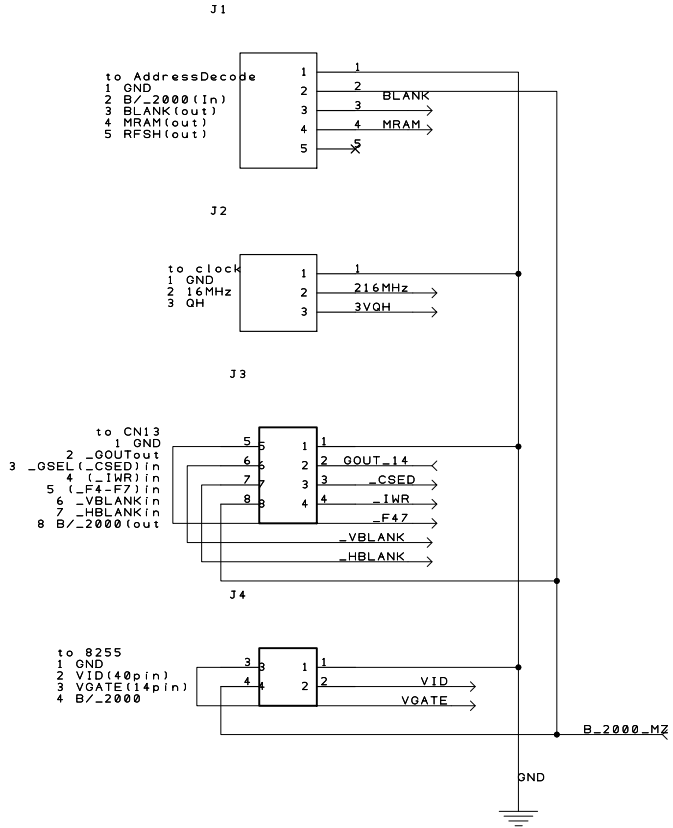 J1
to AddressDecode
1 GND
2 B/_2000(In)
3 BLANK(out)
4 MRAM(out)
5 RFSH(out)
1 1
2 2
BLANK
3 3
4 4 MRAM
5 5
J2
to clock
1 GND
2 16MHz
3 QH
1 1
2 216MHz
3 3VQH
J3
to CN13
1 GND
2 _GOUTout
3 _GSEL(_CSED)in
4 (_IWR)in
5 (_F4-F7)in
6 _VBLANKin
7 _HBLANKin
8 B/_2000(out
5 5 1 1
6 6 2 2 GOUT_14
7 7 3 3 _CSED
8 8 4 4 _IWR
_F47
_VBLANK
_HBLANK
J4
to 8255
1 GND
2 VID(40pin)
3 VGATE(14pin)
4 B/_2000
3 3 1 1
4 4 2 2 VID
VGATE
B_2000_MZ
GND